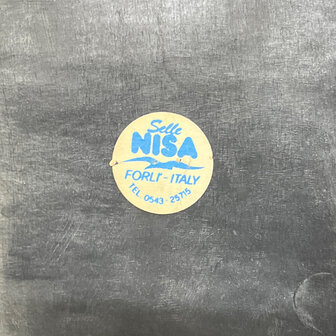 Selle
NISA
FORLI' - ITALY
TEL. 0543 - 25715